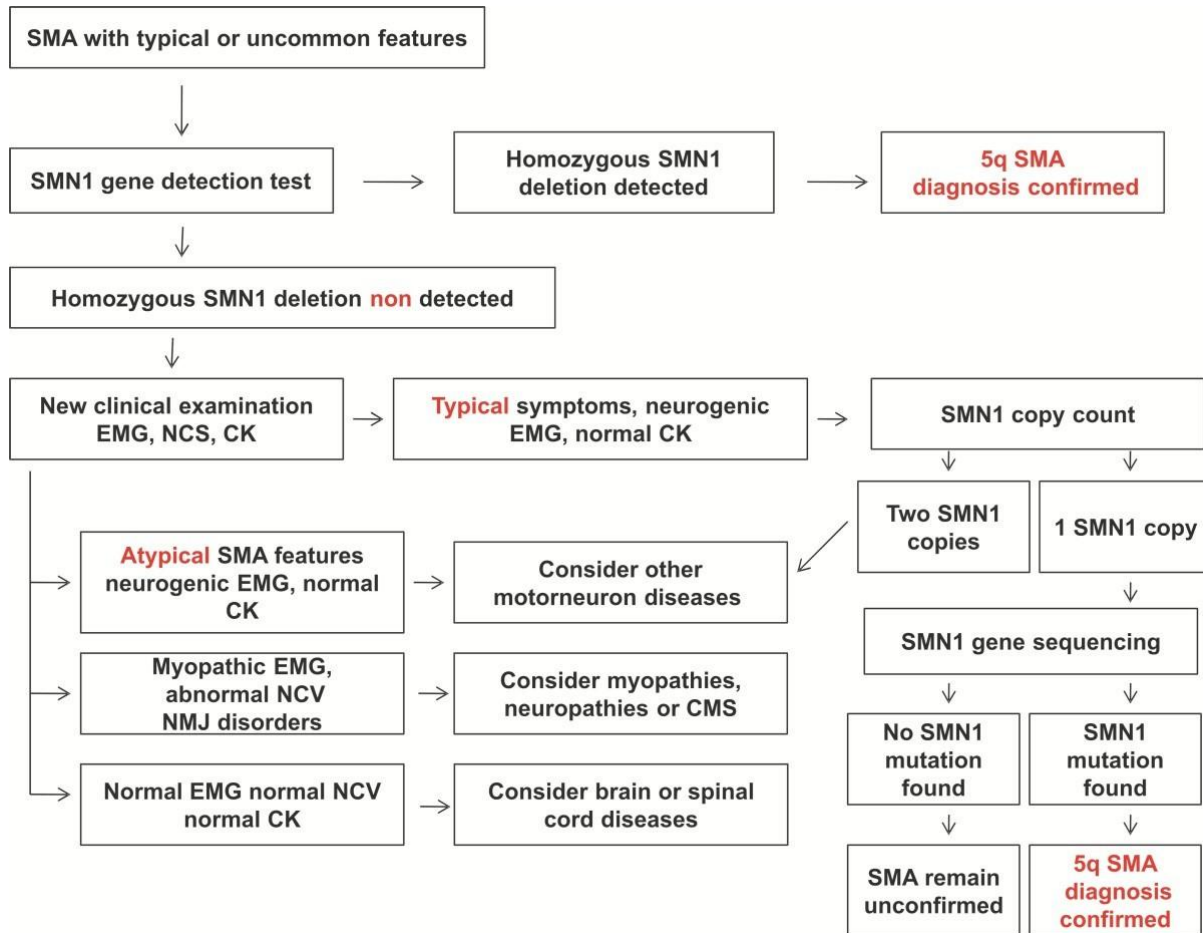 SMA with typical or uncommon features
SMN1 gene detection test
Homozygous SMN1
deletion detected
5q SMA
diagnosis confirmed
Homozygous SMN1 deletion non detected
New clinical examination
EMG, NCS, CK
Typical symptoms, neurogenic
EMG, normal CK
SMN1 copy count
Two SMN1
copies
1 SMN1 copy
Atypical SMA features
neurogenic EMG, normal
CK
Consider other
motorneuron diseases
SMN1 gene sequencing
Myopathic EMG,
abnormal NCV
NMJ disorders
Consider myopathies,
neuropathies or CMS
No SMN1
mutation
found
SMN1
mutation
found
Normal EMG normal NCV
normal CK
Consider brain or spinal
cord diseases
SMA remain
unconfirmed
5q SMA
diagnosis
confirmed